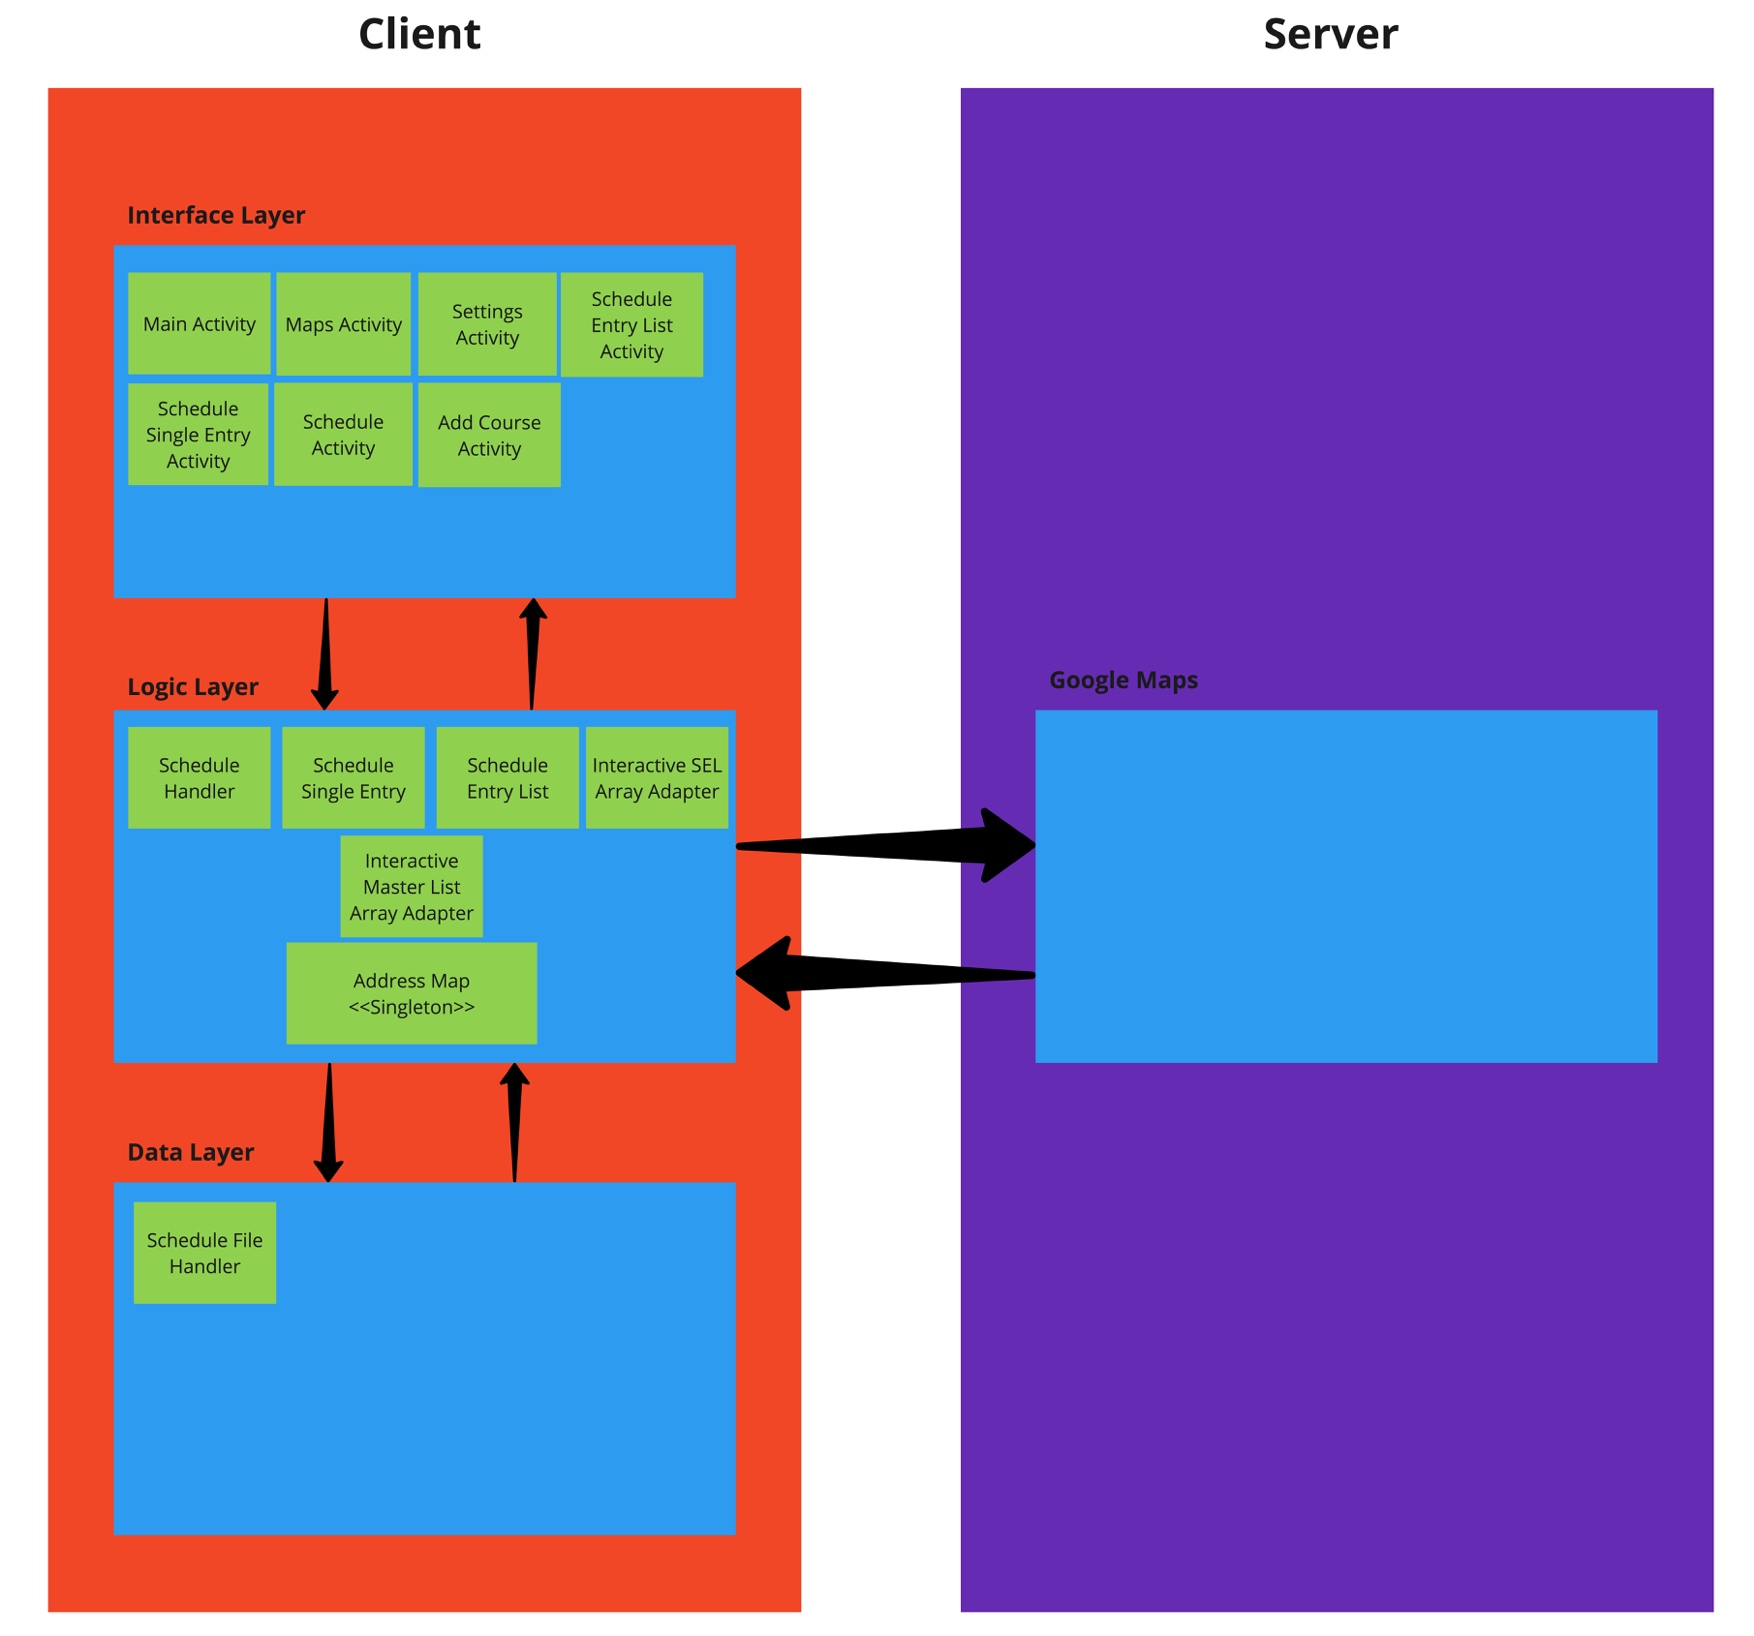 Client
Server
Interface Layer
Main Activity
Maps Activity
Settings
Activity
Schedule
Entry List
Activity
Schedule
Single Entry
Activity
Schedule
Activity
Add Course
Activity
Logic Layer
Schedule
Handler
Schedule
Single Entry
Schedule
Entry List
Interactive SEL
Array Adapter
Interactive
Master List
Array Adapter
Address Map
<<Singleton>>
Google Maps
Data Layer
Schedule File
Handler